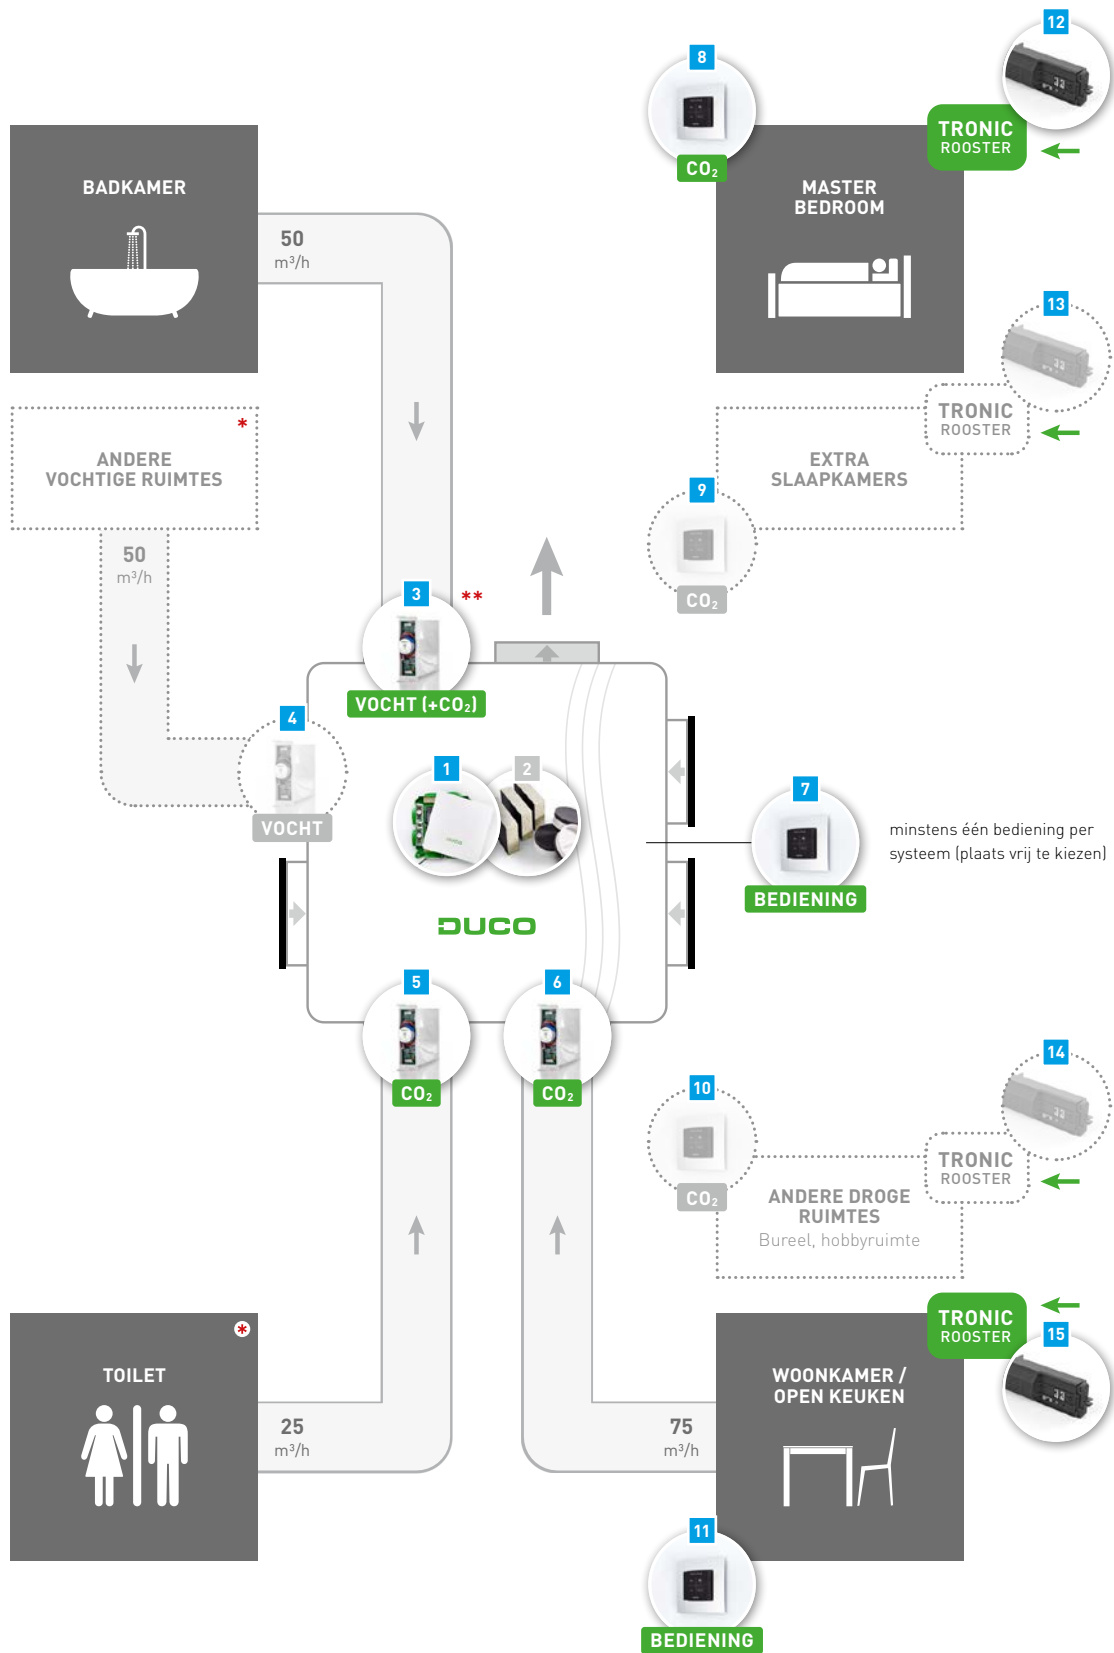 12
8
TRONIC
ROOSTER
CO₂
BADKAMER
MASTER
BEDROOM
50
m³/h
13
TRONIC
ROOSTER
*
ANDERE
VOCHTIGE RUIMTES
EXTRA
SLAAPKAMERS
9
50
m³/h
CO₂
3
**
VOCHT (+CO₂)
4
VOCHT
1
2
7
minstens één bediening per
systeem (plaats vrij te kiezen)
BEDIENING
DUCO
5
6
CO₂
CO₂
14
10
TRONIC
ROOSTER
CO₂
ANDERE DROGE
RUIMTES
Bureel, hobbyruimte
TRONIC
ROOSTER
15
*
TOILET
WOONKAMER /
OPEN KEUKEN
25
m³/h
75
m³/h
11
BEDIENING